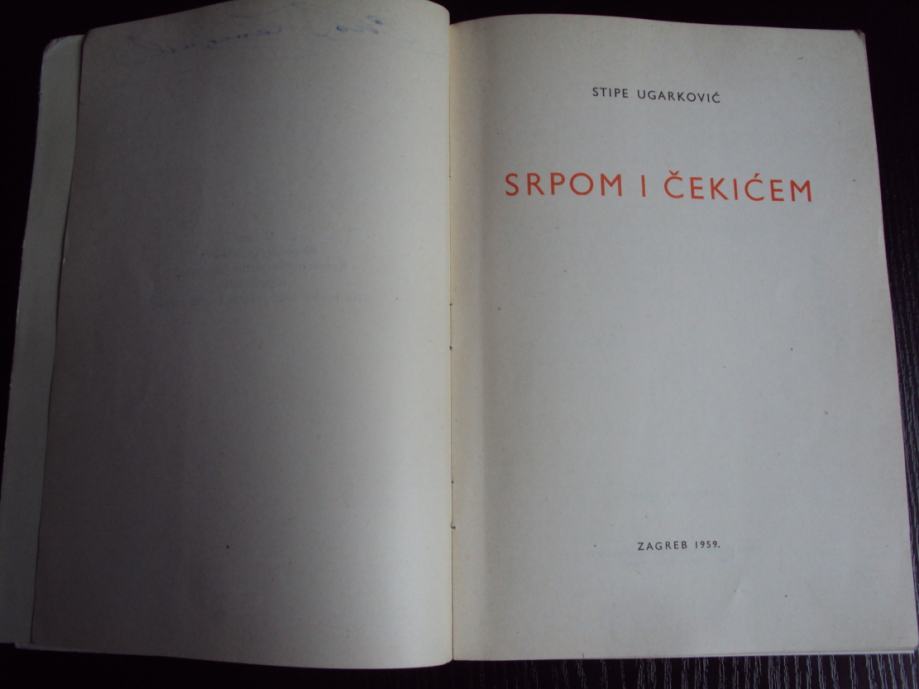 STIPE UGARKOVIĆ
SRPOM I ČEKIĆEM
ZAGREB 1959.